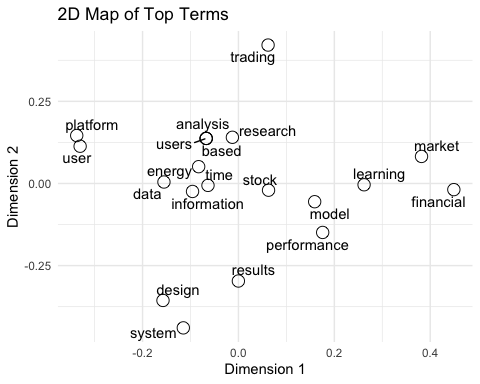 2D Map of Top Terms
trading
0.25
platform
analysis
research
users
user
based
market
energy
time
learning
0.00
data
stock
information
financial
model
performance
-0.25
results
design
system
-0.2
0.0
0.2
0.4
Dimension 1
Dimension 2